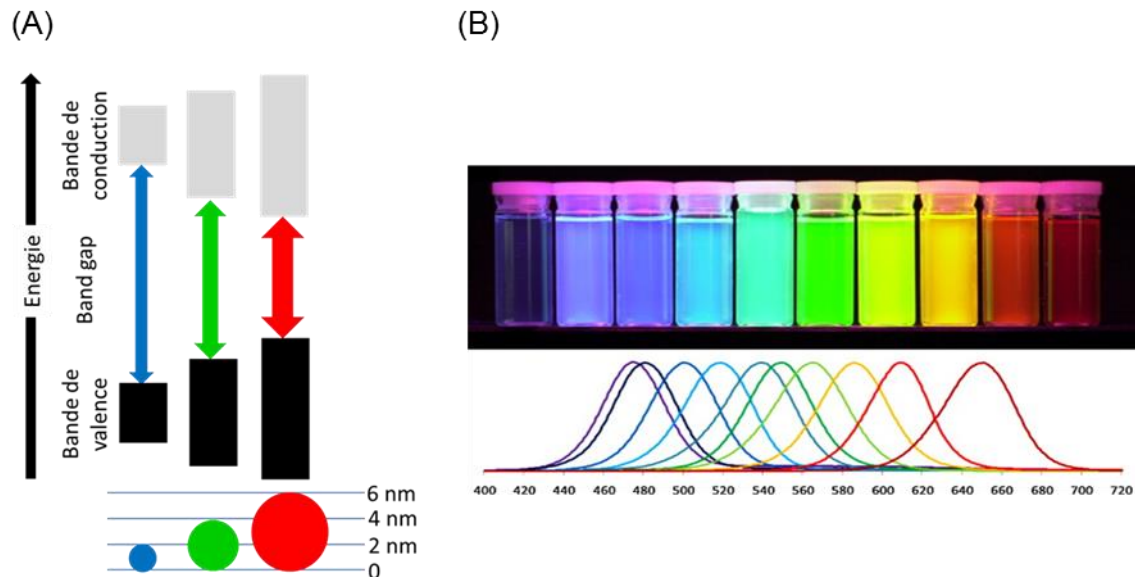 (A)
(B)
Energie
Bande de
conduction
Band gap
Bande de
valence
6 nm
4 nm
2 nm
0
400 420 440 460 480 500 520 540 560 580 600 620 640 660 680 700 720